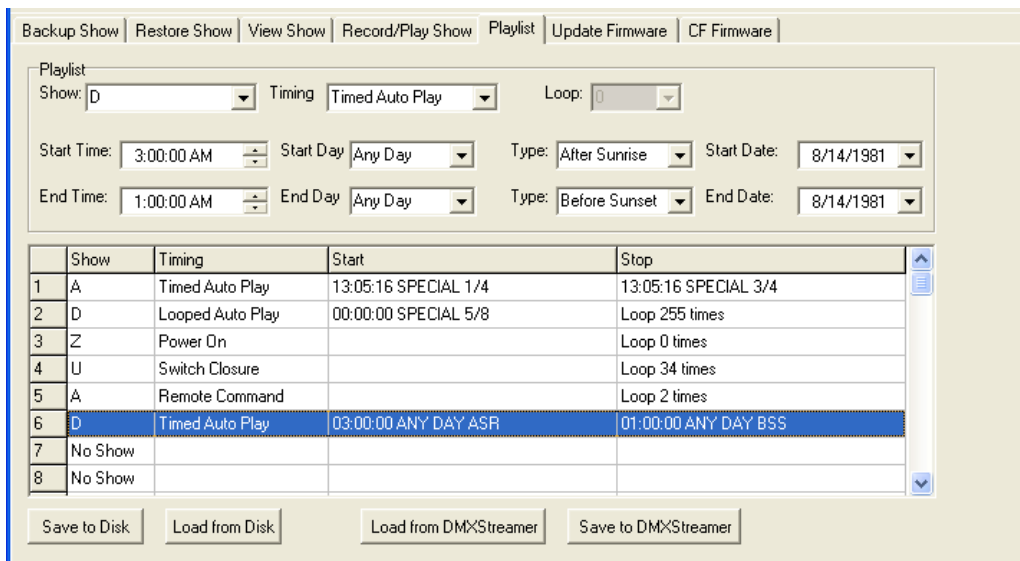 Backup Show Restore Show View Show Record/Play Show Playlist Update Firmware CF Firmware
Playlist
Show: D Timing Timed Auto Play Loop: 0
Start Time: 3:00:00 AM Start Day Any Day Type: After Sunrise Start Date: 8/14/1981
End Time: 1:00:00 AM End Day Any Day Type: Before Sunset End Date: 8/14/1981
Show Timing Start Stop
1 A Timed Auto Play 13:05:16 SPECIAL 1/4 13:05:16 SPECIAL 3/4
2 D Looped Auto Play 00:00:00 SPECIAL 5/8 Loop 255 times
3 Z Power On Loop 0 times
4 U Switch Closure Loop 34 times
5 A Remote Command Loop 2 times
6 D Timed Auto Play 03:00:00 ANY DAY ASR 01:00:00 ANY DAY BSS
7 No Show
8 No Show
Save to Disk Load from Disk Load from DMXStreamer Save to DMXStreamer